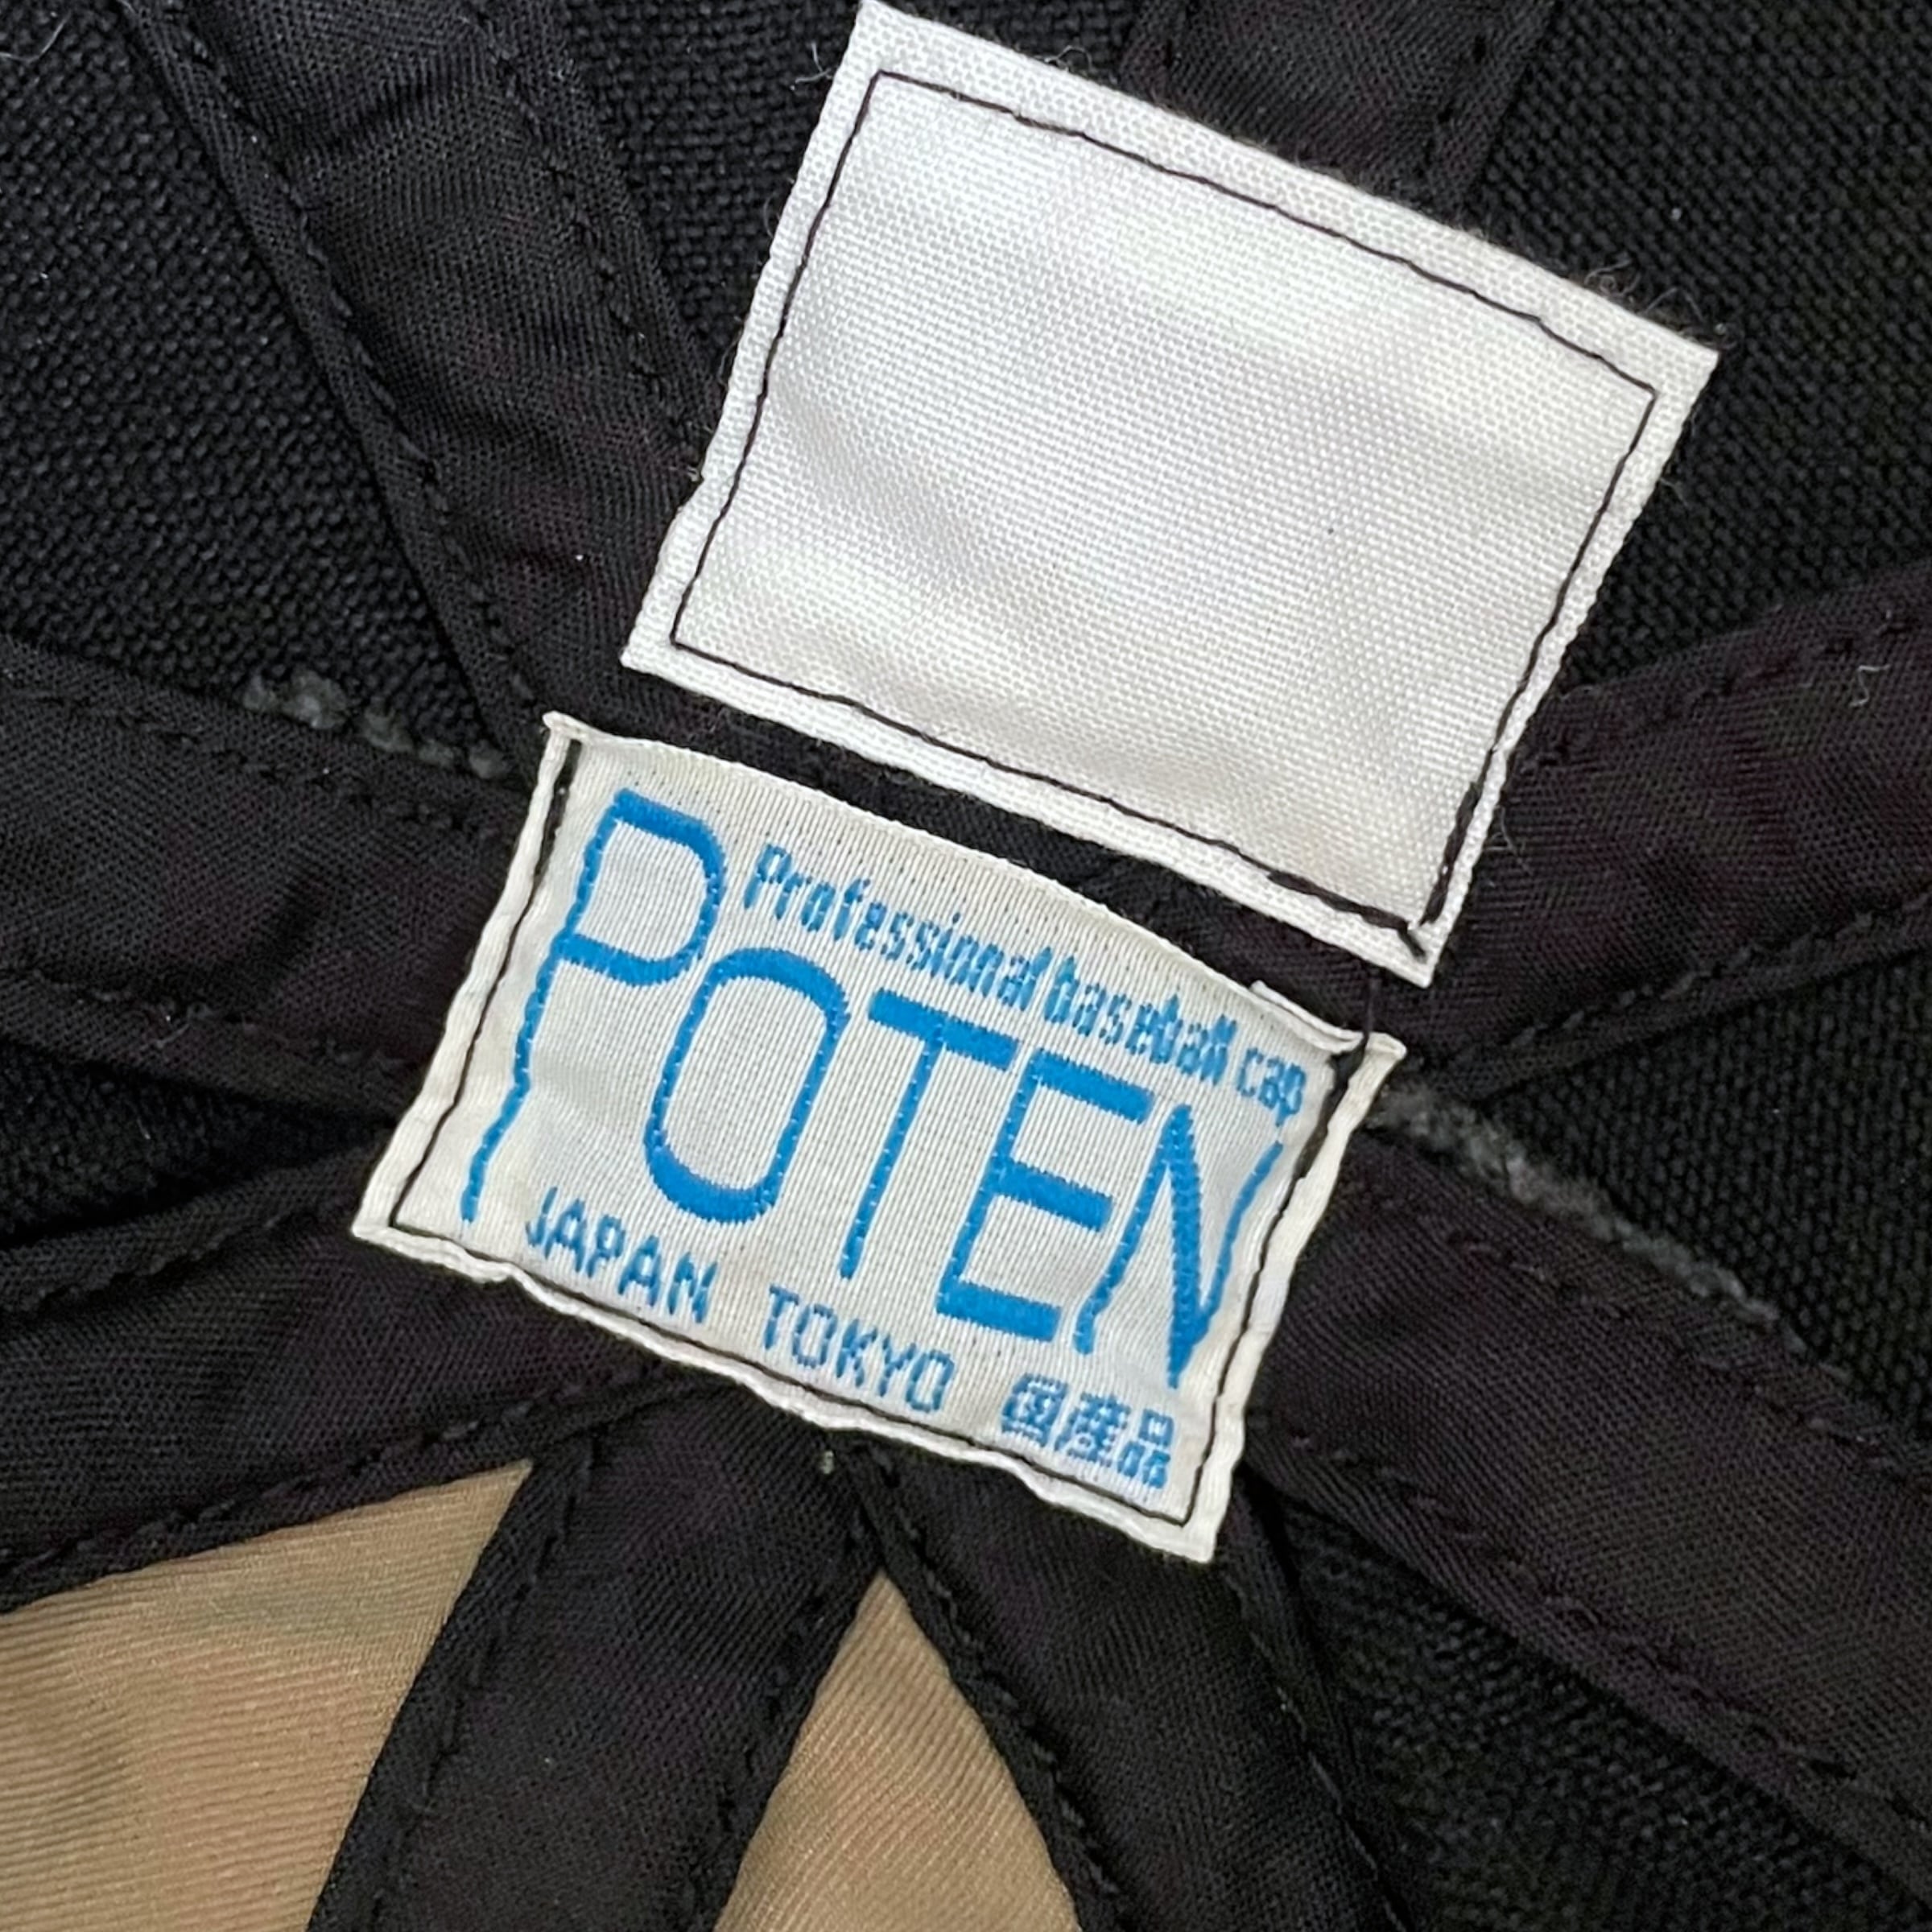 Professional baseball cap
POTEN
JAPAN TOKYO 国産品